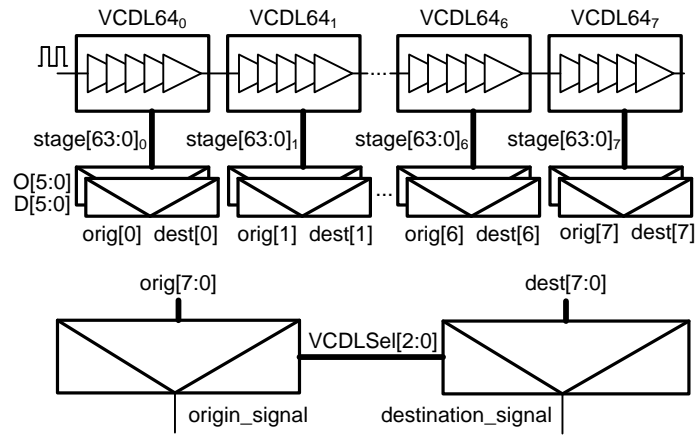 VCDL64₀ VCDL64₁ VCDL64₆ VCDL64₇
...
stage[63:0]₀ stage[63:0]₁ stage[63:0]₆ stage[63:0]₇
O[5:0]
D[5:0]
...
orig[0] dest[0] orig[1] dest[1] orig[6] dest[6] orig[7] dest[7]
orig[7:0] dest[7:0]
VCDLSel[2:0]
origin_signal destination_signal